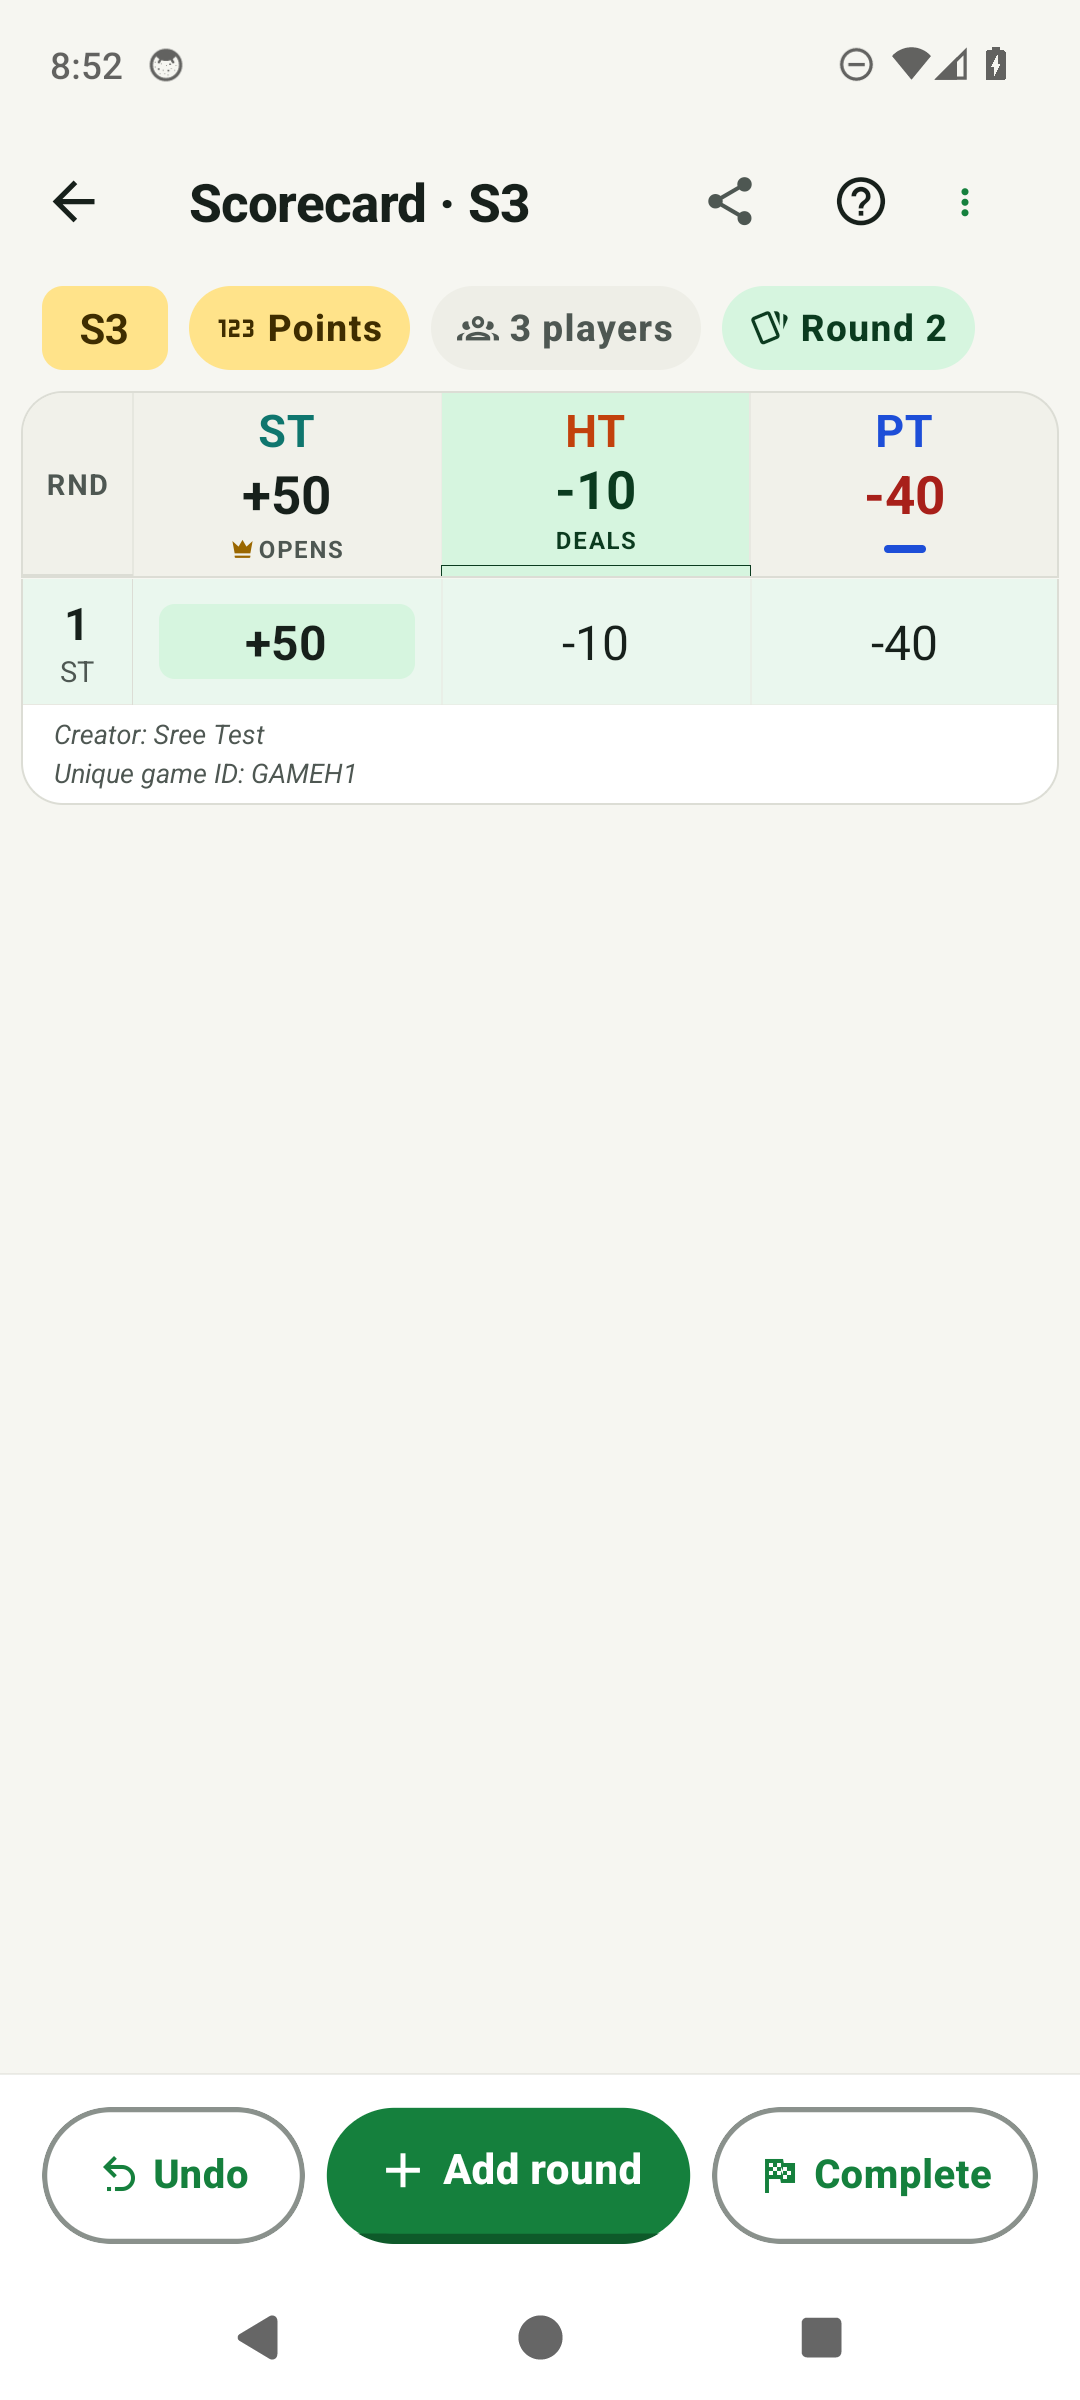 8:52
Scorecard · S3
S3
123 Points
3 players
Round 2
RND
ST
+50
OPENS
HT
-10
DEALS
PT
-40
1
ST
+50
-10
-40
Creator: Sree Test
Unique game ID: GAMEH1
Undo
Add round
Complete